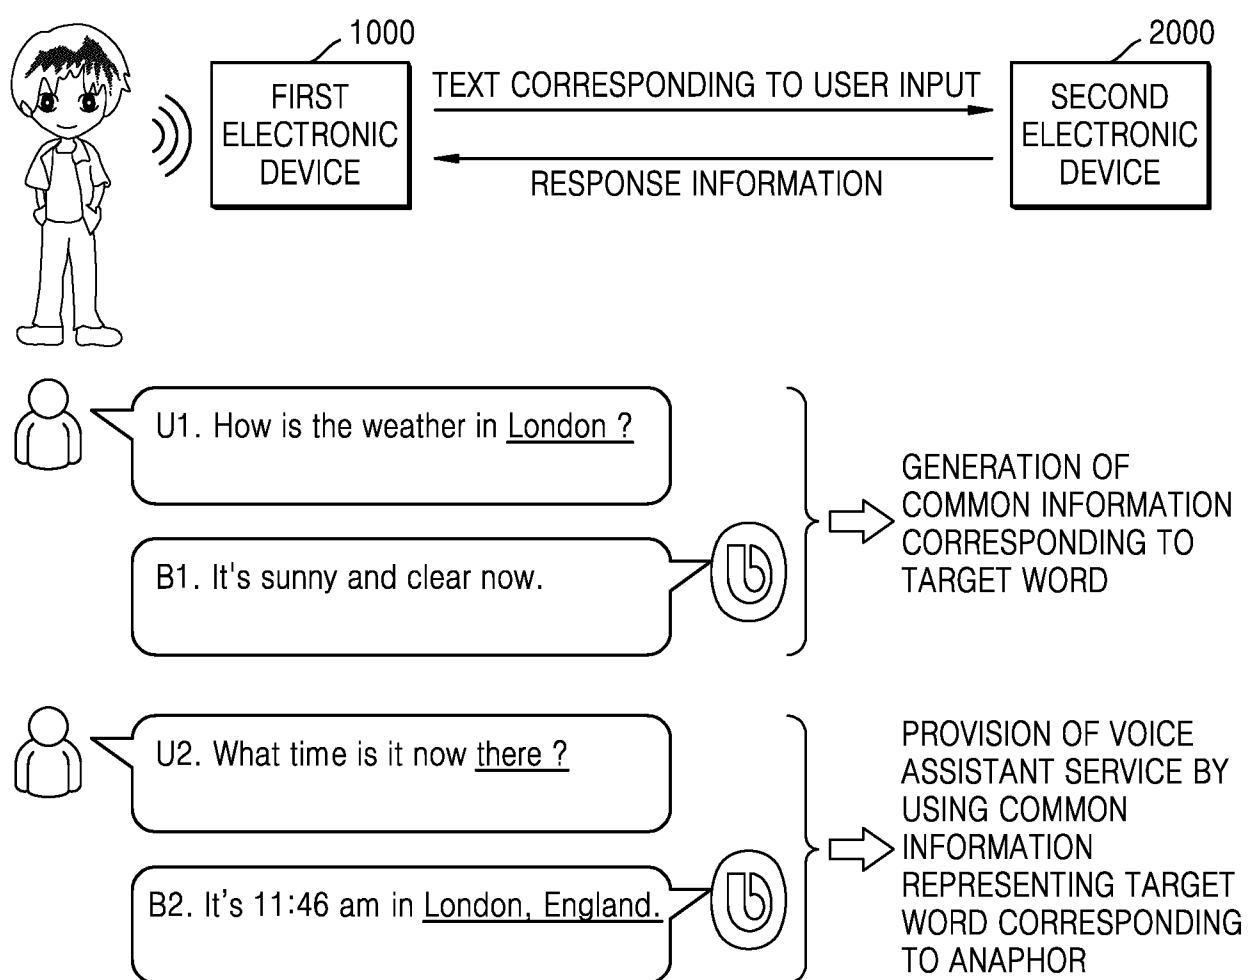 1000
2000
FIRST
ELECTRONIC
DEVICE
TEXT CORRESPONDING TO USER INPUT
RESPONSE INFORMATION
SECOND
ELECTRONIC
DEVICE
U1. How is the weather in London ?
B1. It's sunny and clear now.
GENERATION OF
COMMON INFORMATION
CORRESPONDING TO
TARGET WORD
U2. What time is it now there ?
B2. It's 11:46 am in London, England.
PROVISION OF VOICE
ASSISTANT SERVICE BY
USING COMMON
INFORMATION
REPRESENTING TARGET
WORD CORRESPONDING
TO ANAPHOR